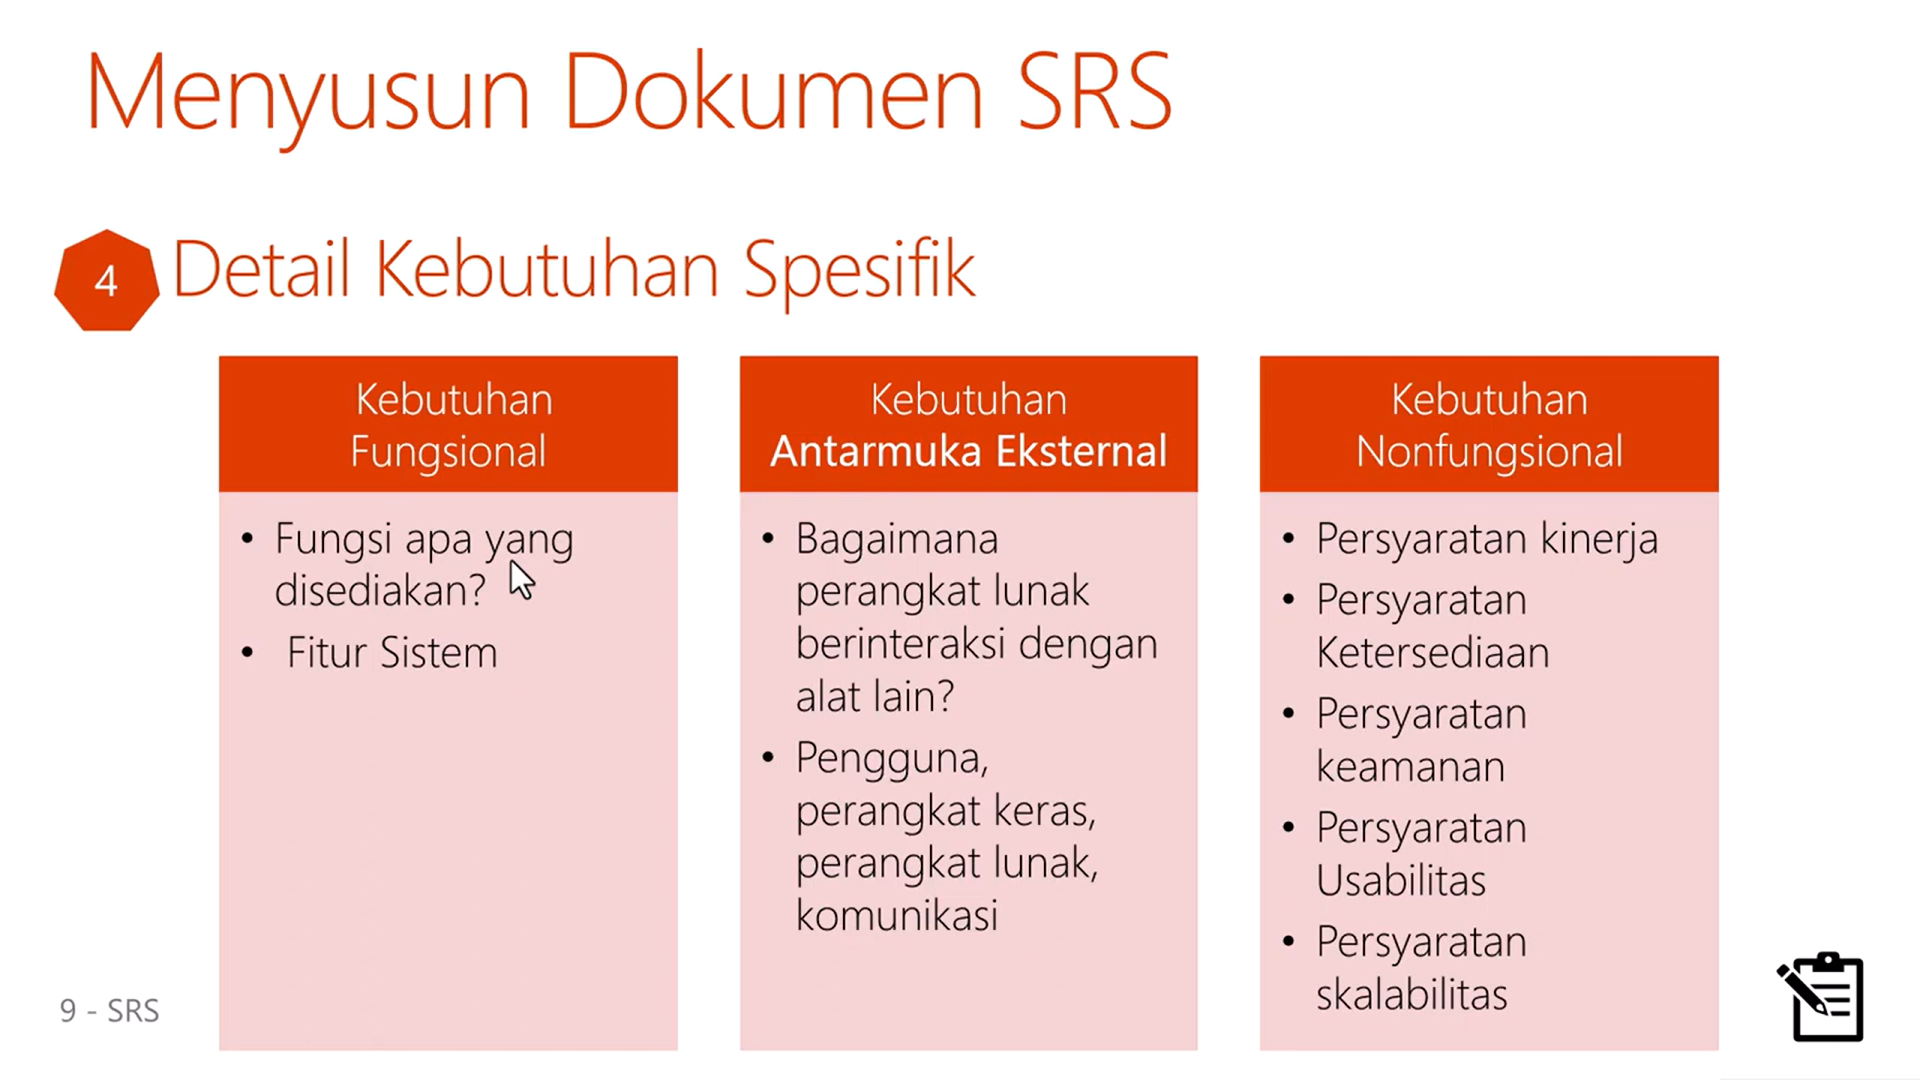 Menyusun Dokumen SRS
4
Detail Kebutuhan Spesifik
Kebutuhan
Fungsional
• Fungsi apa yang
disediakan?
• Fitur Sistem
Kebutuhan
Antarmuka Eksternal
• Bagaimana
perangkat lunak
berinteraksi dengan
alat lain?
• Pengguna,
perangkat keras,
perangkat lunak,
komunikasi
Kebutuhan
Nonfungsional
• Persyaratan kinerja
• Persyaratan
Ketersediaan
• Persyaratan
keamanan
• Persyaratan
Usabilitas
• Persyaratan
skalabilitas
9 - SRS